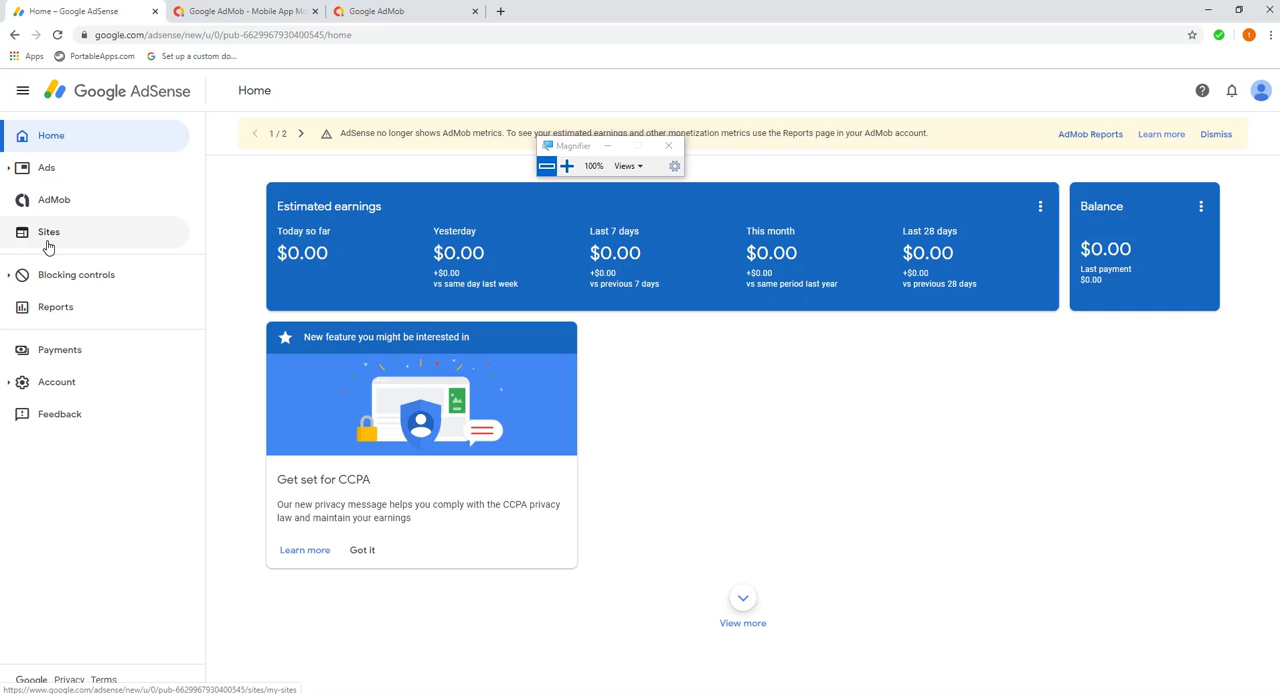 Home – Google AdSense
Google AdMob - Mobile App Mo
Google AdMob
google.com/adsense/new/u/0/pub-6629967930400545/home
t
Apps
PortableApps.com
Set up a custom do...
Google AdSense
Home
Home
Ads
AdMob
Sites
Blocking controls
Reports
Payments
Account
Feedback
1 / 2
AdSense no longer shows AdMob metrics. To see your estimated earnings and other monetization metrics use the Reports page in your AdMob account.
AdMob Reports
Learn more
Dismiss
Magnifier
100%
Views
Estimated earnings
Today so far
$0.00
Yesterday
$0.00
+$0.00
vs same day last week
Last 7 days
$0.00
+$0.00
vs previous 7 days
This month
$0.00
+$0.00
vs same period last year
Last 28 days
$0.00
+$0.00
vs previous 28 days
Balance
$0.00
Last payment
$0.00
New feature you might be interested in
Get set for CCPA
Our new privacy message helps you comply with the CCPA privacy
law and maintain your earnings
Learn more
Got it
View more
Google Privacy Terms
https://www.google.com/adsense/new/u/0/pub-6629967930400545/sites/my-sites